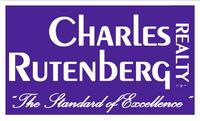 CHARLES
RUTENBERG
REALTY
"The Standard of Excellence"